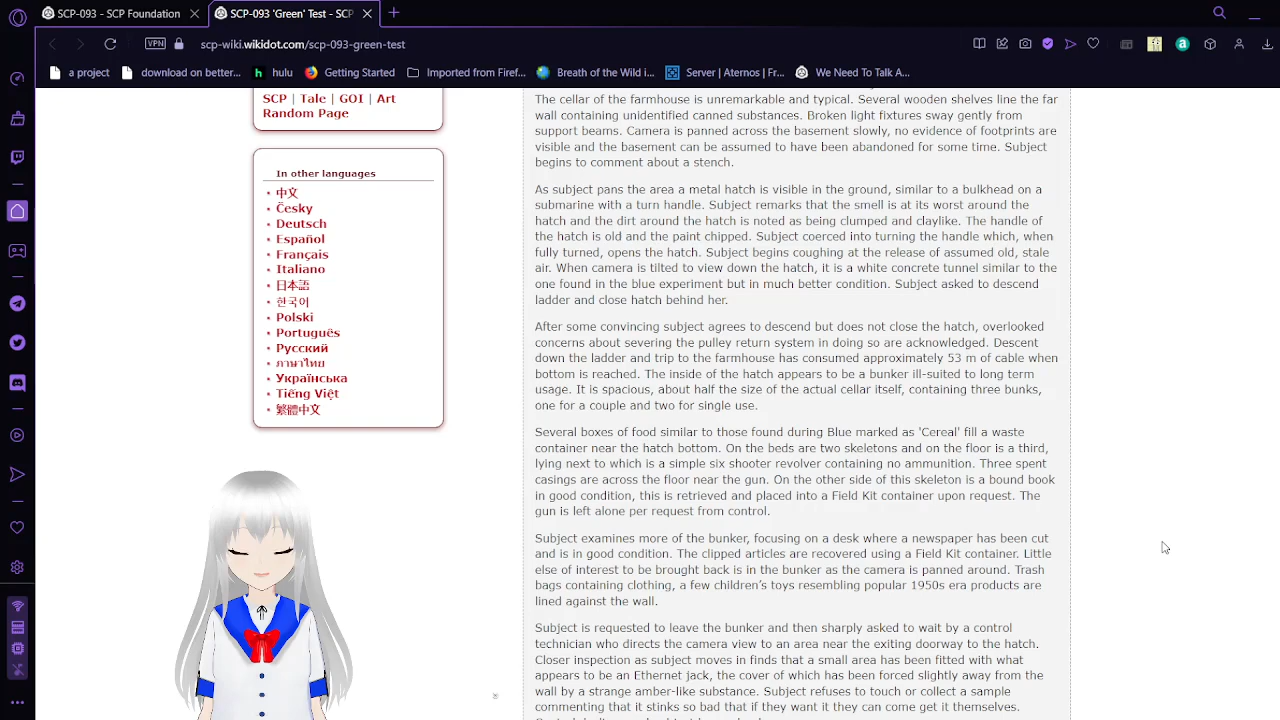 SCP-093 - SCP Foundation
SCP-093 'Green' Test - SCP
VPN
scp-wiki.wikidot.com/scp-093-green-test
a project
download on better...
hulu
Getting Started
Imported from Firef...
Breath of the Wild i...
Server | Aternos | Fr...
We Need To Talk A...
SCP | Tale | GOI | Art
Random Page
In other languages
中文
Česky
Deutsch
Español
Français
Italiano
日本語
한국어
Polski
Português
Русский
ภาษาไทย
Українська
Tiếng Việt
繁體中文
The cellar of the farmhouse is unremarkable and typical. Several wooden shelves line the far
wall containing unidentified canned substances. Broken light fixtures sway gently from
support beams. Camera is panned across the basement slowly, no evidence of footprints are
visible and the basement can be assumed to have been abandoned for some time. Subject
begins to comment about a stench.
As subject pans the area a metal hatch is visible in the ground, similar to a bulkhead on a
submarine with a turn handle. Subject remarks that the smell is at its worst around the
hatch and the dirt around the hatch is noted as being clumped and claylike. The handle of
the hatch is old and the paint chipped. Subject coerced into turning the handle which, when
fully turned, opens the hatch. Subject begins coughing at the release of assumed old, stale
air. When camera is tilted to view down the hatch, it is a white concrete tunnel similar to the
one found in the blue experiment but in much better condition. Subject asked to descend
ladder and close hatch behind her.
After some convincing subject agrees to descend but does not close the hatch, overlooked
concerns about severing the pulley return system in doing so are acknowledged. Descent
down the ladder and trip to the farmhouse has consumed approximately 53 m of cable when
bottom is reached. The inside of the hatch appears to be a bunker ill-suited to long term
usage. It is spacious, about half the size of the actual cellar itself, containing three bunks,
one for a couple and two for single use.
Several boxes of food similar to those found during Blue marked as 'Cereal' fill a waste
container near the hatch bottom. On the beds are two skeletons and on the floor is a third,
lying next to which is a simple six shooter revolver containing no ammunition. Three spent
casings are across the floor near the gun. On the other side of this skeleton is a bound book
in good condition, this is retrieved and placed into a Field Kit container upon request. The
gun is left alone per request from control.
Subject examines more of the bunker, focusing on a desk where a newspaper has been cut
and is in good condition. The clipped articles are recovered using a Field Kit container. Little
else of interest to be brought back is in the bunker as the camera is panned around. Trash
bags containing clothing, a few children’s toys resembling popular 1950s era products are
lined against the wall.
Subject is requested to leave the bunker and then sharply asked to wait by a control
technician who directs the camera view to an area near the exiting doorway to the hatch.
Closer inspection as subject moves in finds that a small area has been fitted with what
appears to be an Ethernet jack, the cover of which has been forced slightly away from the
wall by a strange amber-like substance. Subject refuses to touch or collect a sample
commenting that it stinks so bad that if they want it they can come get it themselves.